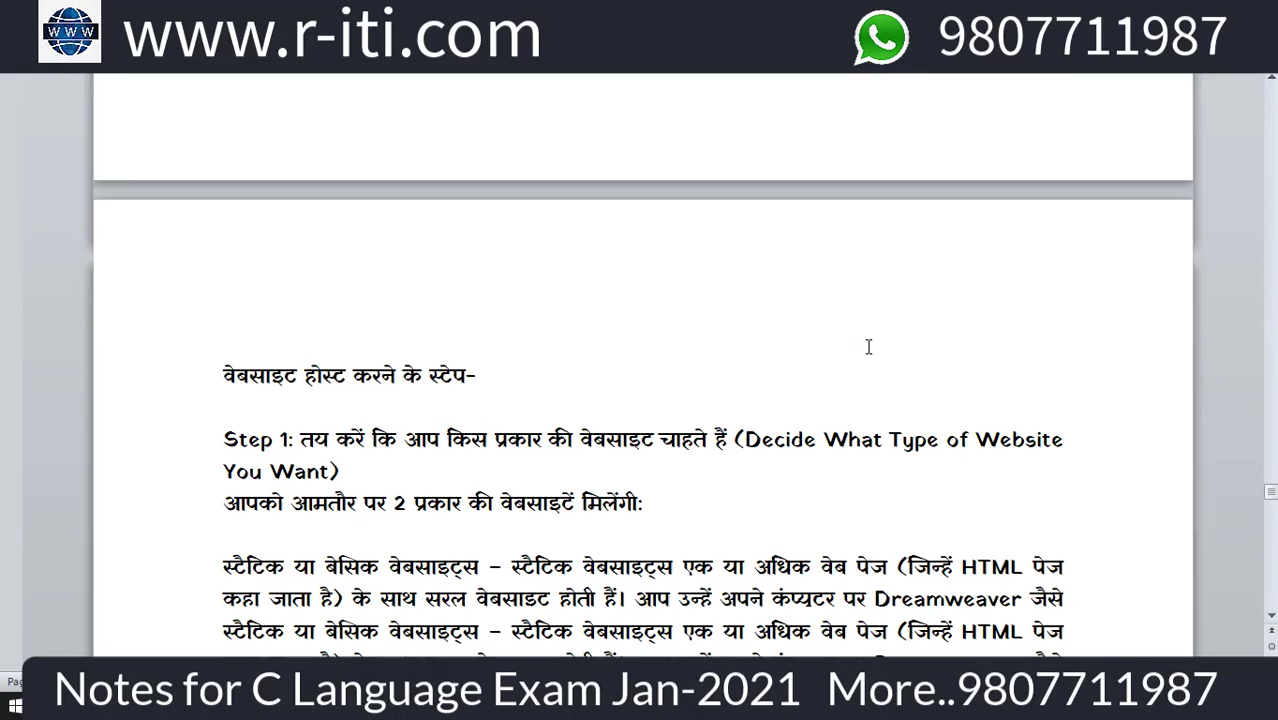 WWW
www.r-iti.com
9807711987
वेबसाइट होस्ट करने के स्टेप-
Step 1: तय करें कि आप किस प्रकार की वेबसाइट चाहते हैं (Decide What Type of Website
You Want)
आपको आमतौर पर 2 प्रकार की वेबसाइटें मिलेंगी:
स्टैटिक या बेसिक वेबसाइट्स - स्टैटिक वेबसाइट्स एक या अधिक वेब पेज (जिन्हें HTML पेज
कहा जाता है) के साथ सरल वेबसाइट होती हैं। आप उन्हें अपने कंप्यूटर पर Dreamweaver जैसे
स्टैटिक या बेसिक वेबसाइट्स - स्टैटिक वेबसाइट्स एक या अधिक वेब पेज (जिन्हें HTML पेज
Notes for C Language Exam Jan-2021 More..9807711987